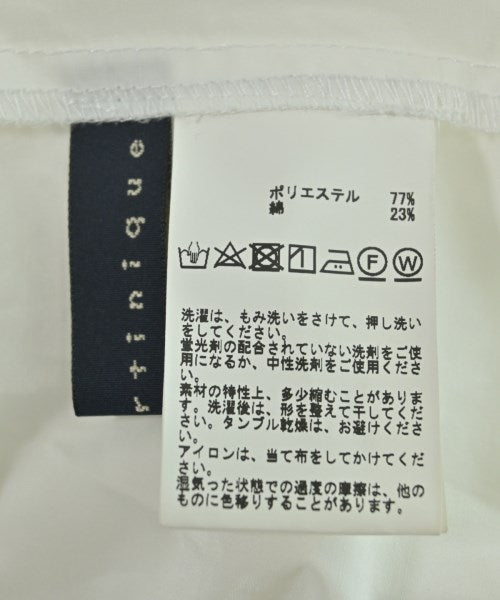 rtinique
ポリエステル 77%
綿 23%
F W
洗濯は、もみ洗いをさけて、押し洗い
をしてください。
蛍光剤の配合されていない洗剤をご使
用になるか、中性洗剤をご使用くださ
い。
素材の特性上、多少縮むことがありま
す。洗濯後は、形を整えて干してくだ
さい。タンブル乾燥は、お避けくださ
い。
アイロンは、当て布をしてかけてくだ
さい。
湿気った状態での過度の摩擦は、他の
ものに色移りすることがあります。